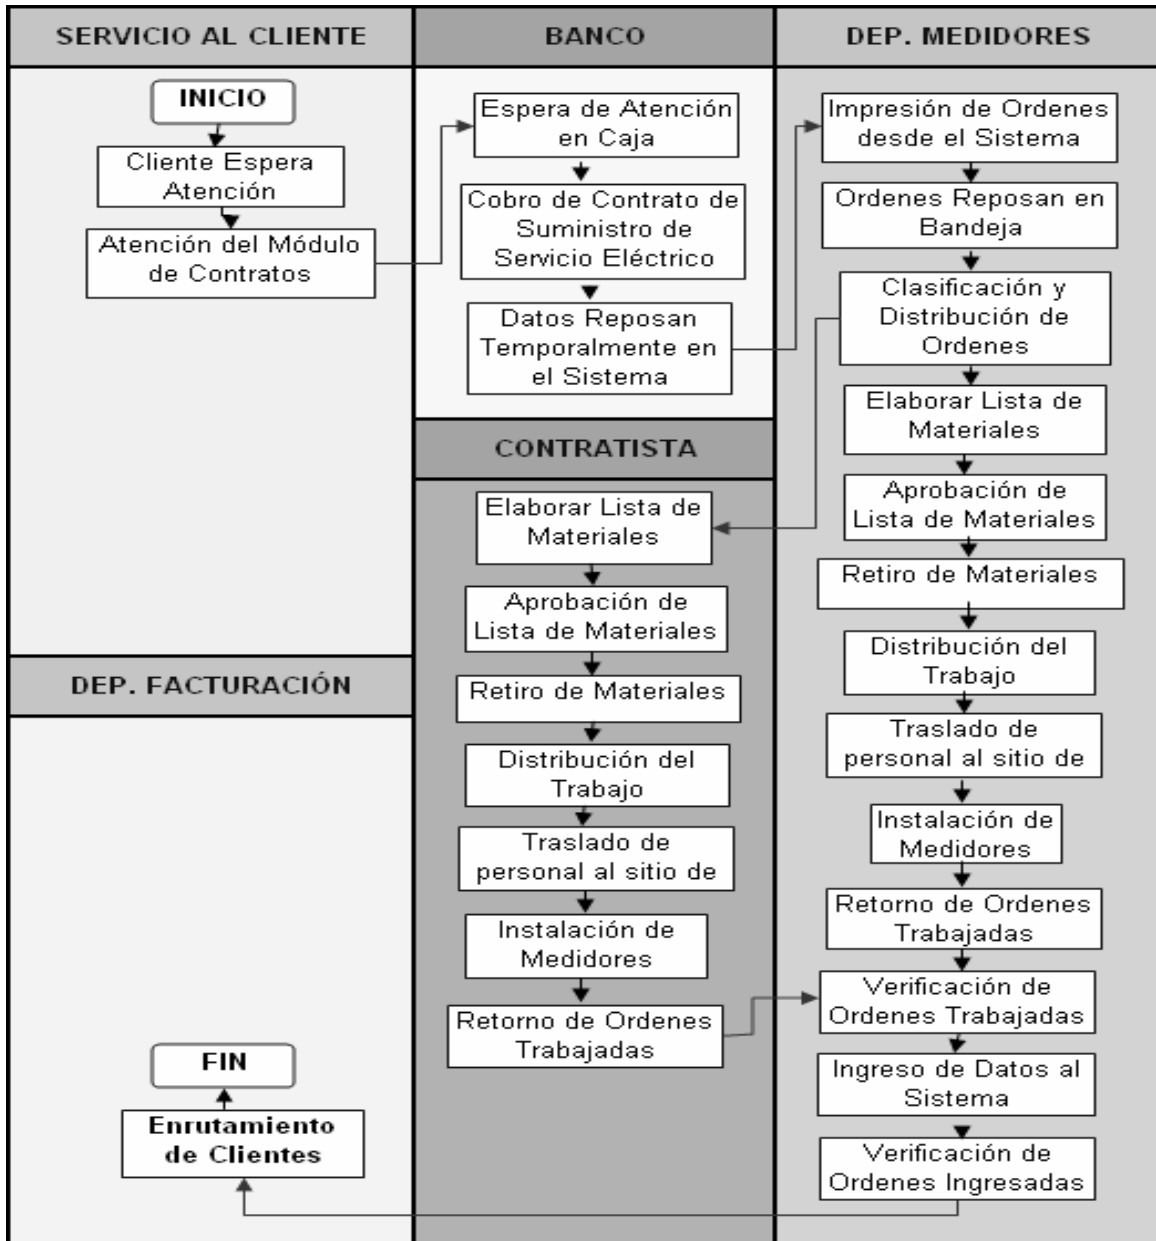 SERVICIO AL CLIENTE
INICIO
Cliente Espera
Atención
Atención del Módulo
de Contratos
BANCO
Espera de Atención
en Caja
Cobro de Contrato de
Suministro de
Servicio Eléctrico
Datos Reposan
Temporalmente en
el Sistema
DEP. MEDIDORES
Impresión de Ordenes
desde el Sistema
Ordenes Reposan en
Bandeja
Clasificación y
Distribución de
Ordenes
Elaborar Lista de
Materiales
Aprobación de
Lista de Materiales
Retiro de Materiales
Distribución del
Trabajo
Traslado de
personal al sitio de
Instalación de
Medidores
Retorno de Ordenes
Trabajadas
Verificación de
Ordenes Trabajadas
Ingreso de Datos al
Sistema
Verificación de
Ordenes Ingresadas
CONTRATISTA
Elaborar Lista de
Materiales
Aprobación de
Lista de Materiales
Retiro de Materiales
Distribución del
Trabajo
Traslado de
personal al sitio de
Instalación de
Medidores
Retorno de Ordenes
Trabajadas
DEP. FACTURACIÓN
FIN
Enrutamiento
de Clientes